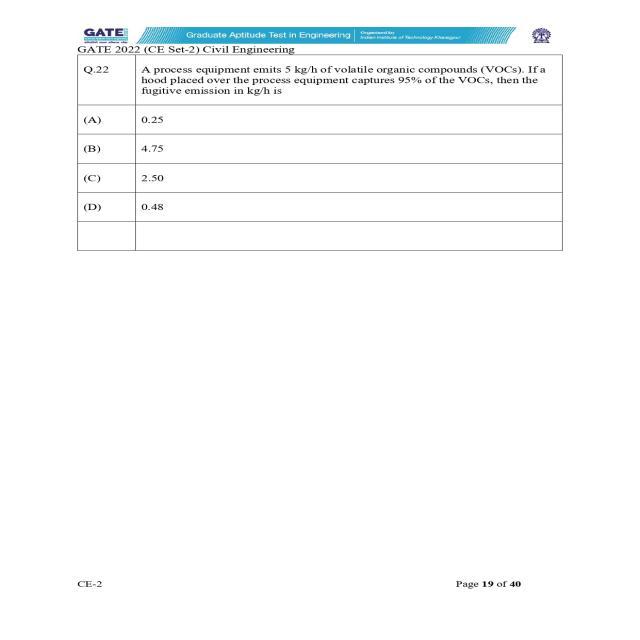 GATE
Graduate Aptitude Test in Engineering
Organised by
Indian Institute of Technology Kharagpur
GATE 2022 (CE Set-2) Civil Engineering
Q.22 A process equipment emits 5 kg/h of volatile organic compounds (VOCs). If a
hood placed over the process equipment captures 95% of the VOCs, then the
fugitive emission in kg/h is
(A) 0.25
(B) 4.75
(C) 2.50
(D) 0.48
CE-2 Page 19 of 40